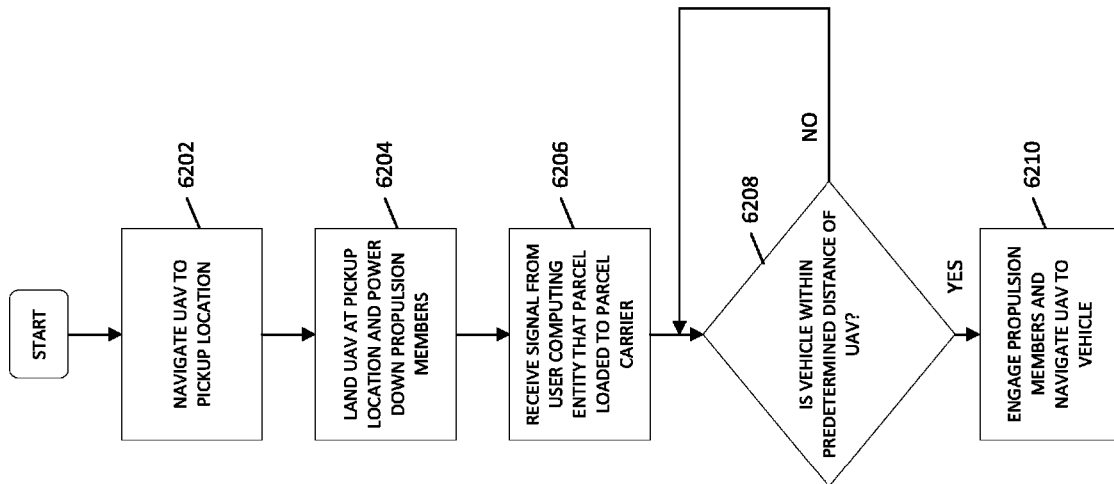 START
6202
NAVIGATE UAV TO
PICKUP LOCATION
6204
LAND UAV AT PICKUP
LOCATION AND POWER
DOWN PROPULSION
MEMBERS
6206
RECEIVE SIGNAL FROM
USER COMPUTING
ENTITY THAT PARCEL
LOADED TO PARCEL
CARRIER
6208
NO
IS VEHICLE WITHIN
PREDETERMINED DISTANCE OF
UAV?
YES
6210
ENGAGE PROPULSION
MEMBERS AND
NAVIGATE UAV TO
VEHICLE